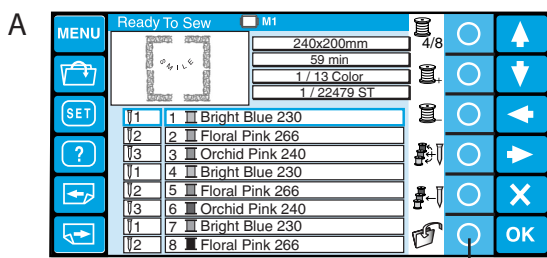 A
MENU
Ready To Sew M1
SMILE
240x200mm
59 min
1 / 13 Color
1 / 22479 ST
4/8
SET
?
1 1 Bright Blue 230
2 2 Floral Pink 266
3 3 Orchid Pink 240
1 4 Bright Blue 230
2 5 Floral Pink 266
3 6 Orchid Pink 240
1 7 Bright Blue 230
2 8 Floral Pink 266
X
OK